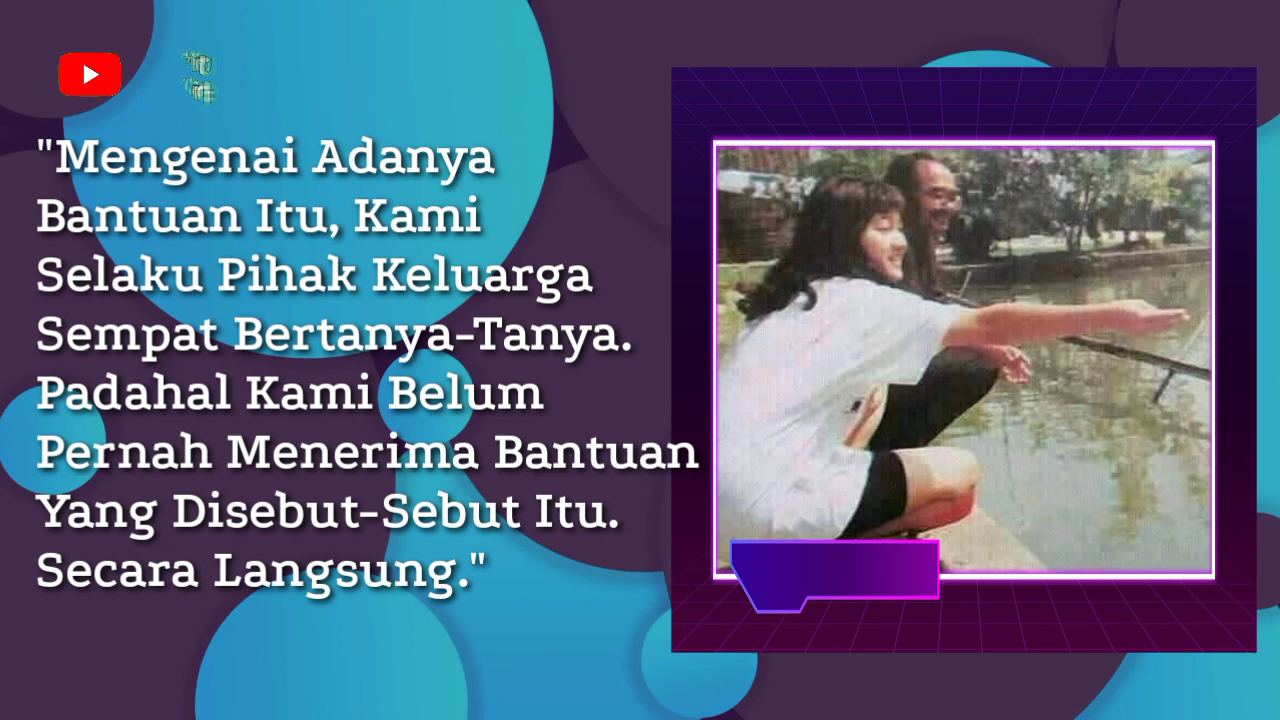 "Mengenai Adanya
Bantuan Itu, Kami
Selaku Pihak Keluarga
Sempat Bertanya-Tanya.
Padahal Kami Belum
Pernah Menerima Bantuan
Yang Disebut-Sebut Itu.
Secara Langsung."